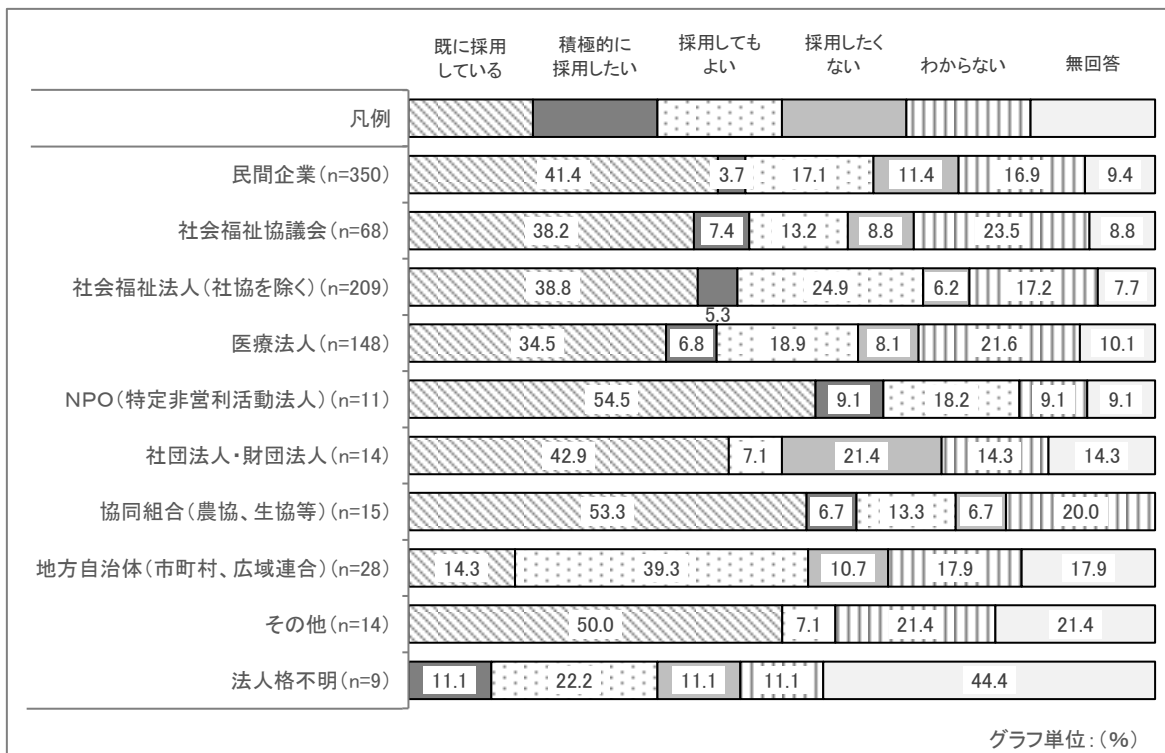 既に採用
している
積極的に
採用したい
採用しても
よい
採用したく
ない
わからない
無回答
凡例
民間企業(n=350)
41.4 3.7 17.1 11.4 16.9 9.4
社会福祉協議会(n=68)
38.2 7.4 13.2 8.8 23.5 8.8
社会福祉法人(社協を除く)(n=209)
38.8 5.3 24.9 6.2 17.2 7.7
医療法人(n=148)
34.5 6.8 18.9 8.1 21.6 10.1
NPO(特定非営利活動法人)(n=11)
54.5 9.1 18.2 9.1 9.1
社団法人・財団法人(n=14)
42.9 7.1 21.4 14.3 14.3
協同組合(農協、生協等)(n=15)
53.3 6.7 13.3 6.7 20.0
地方自治体(市町村、広域連合)(n=28)
14.3 39.3 10.7 17.9 17.9
その他(n=14)
50.0 7.1 21.4 21.4
法人格不明(n=9)
11.1 22.2 11.1 11.1 44.4
グラフ単位:(%)